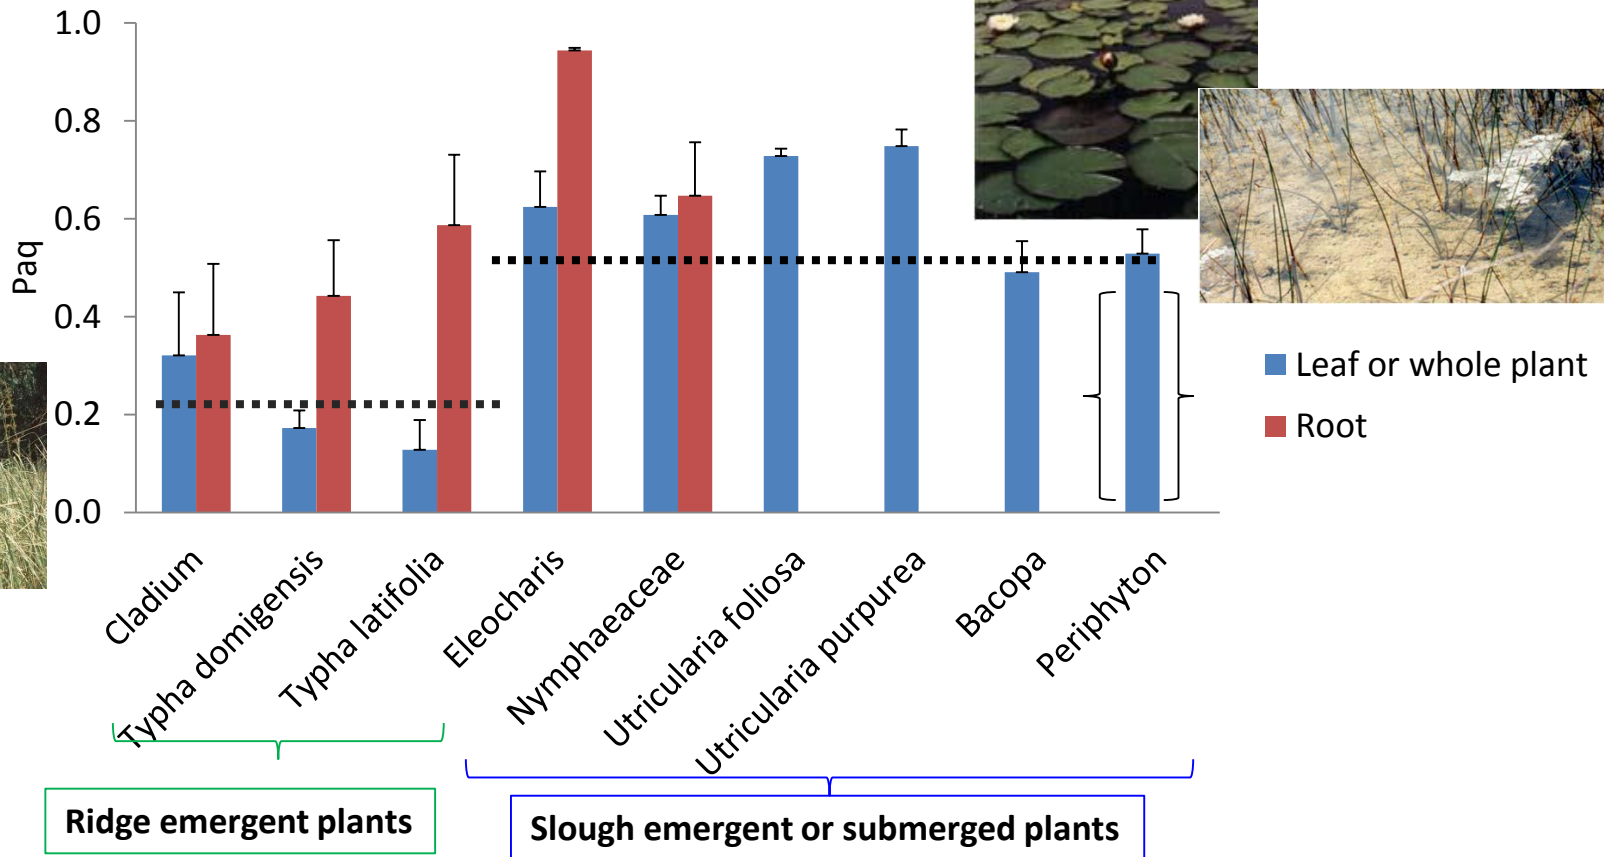 1.0
0.8
0.6
0.4
0.2
0.0
Paq
Cladium
Typha domigensis
Typha latifolia
Eleocharis
Nymphaeaceae
Utricularia foliosa
Utricularia purpurea
Bacopa
Periphyton
Leaf or whole plant
Root
Ridge emergent plants
Slough emergent or submerged plants